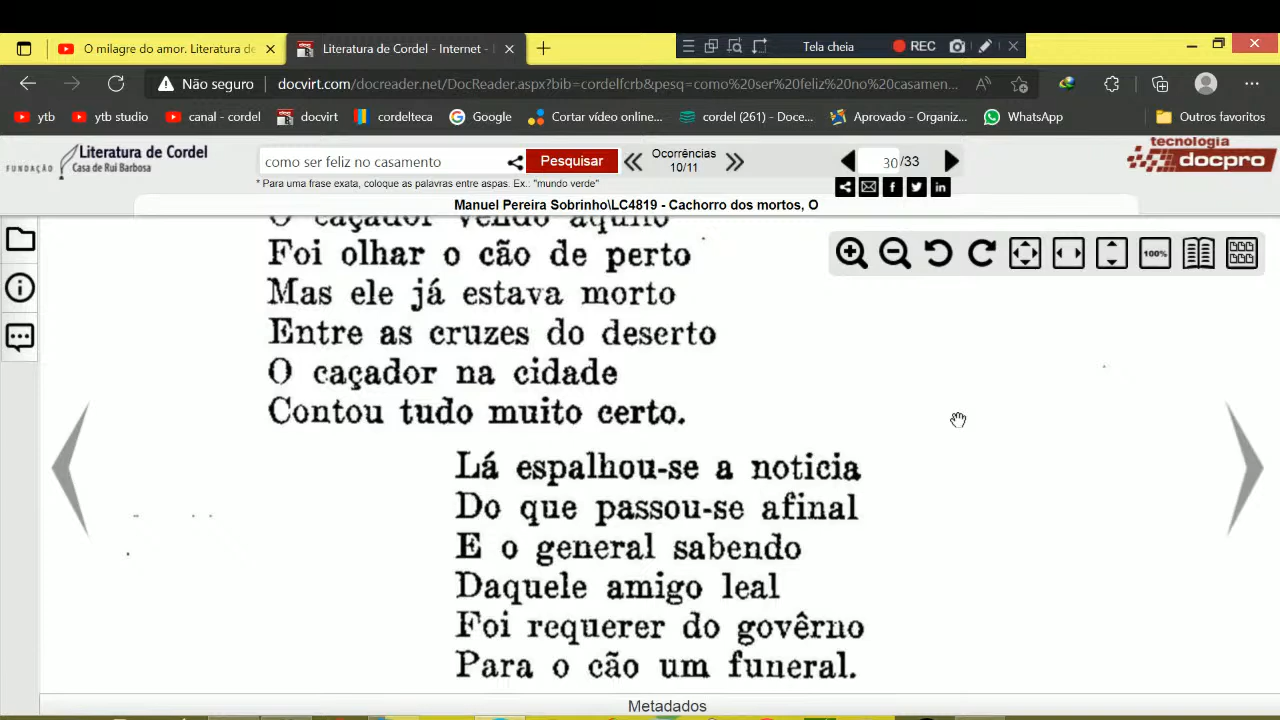 O milagre do amor. Literatura de
Literatura de Cordel - Internet -
Tela cheia
REC
Não seguro
docvirt.com/docreader.net/DocReader.aspx?bib=cordelfcrb&pesq=como%20ser%20feliz%20no%20casamen...
ytb
ytb studio
canal - cordel
docvirt
cordelteca
Google
Cortar vídeo online...
cordel (261) - Doce...
Aprovado - Organiz...
WhatsApp
Outros favoritos
FUNDAÇÃO
Literatura de Cordel
Casa de Rui Barbosa
como ser feliz no casamento
Pesquisar
Ocorrências
10/11
30 /33
tecnologia
docpro
* Para uma frase exata, coloque as palavras entre aspas. Ex.: "mundo verde"
Manuel Pereira Sobrinho\LC4819 - Cachorro dos mortos, O
100%
O caçador vendo aquilo
Foi olhar o cão de perto
Mas ele já estava morto
Entre as cruzes do deserto
O caçador na cidade
Contou tudo muito certo.
Lá espalhou-se a noticia
Do que passou-se afinal
E o general sabendo
Daquele amigo leal
Foi requerer do govêrno
Para o cão um funeral.
Metadados